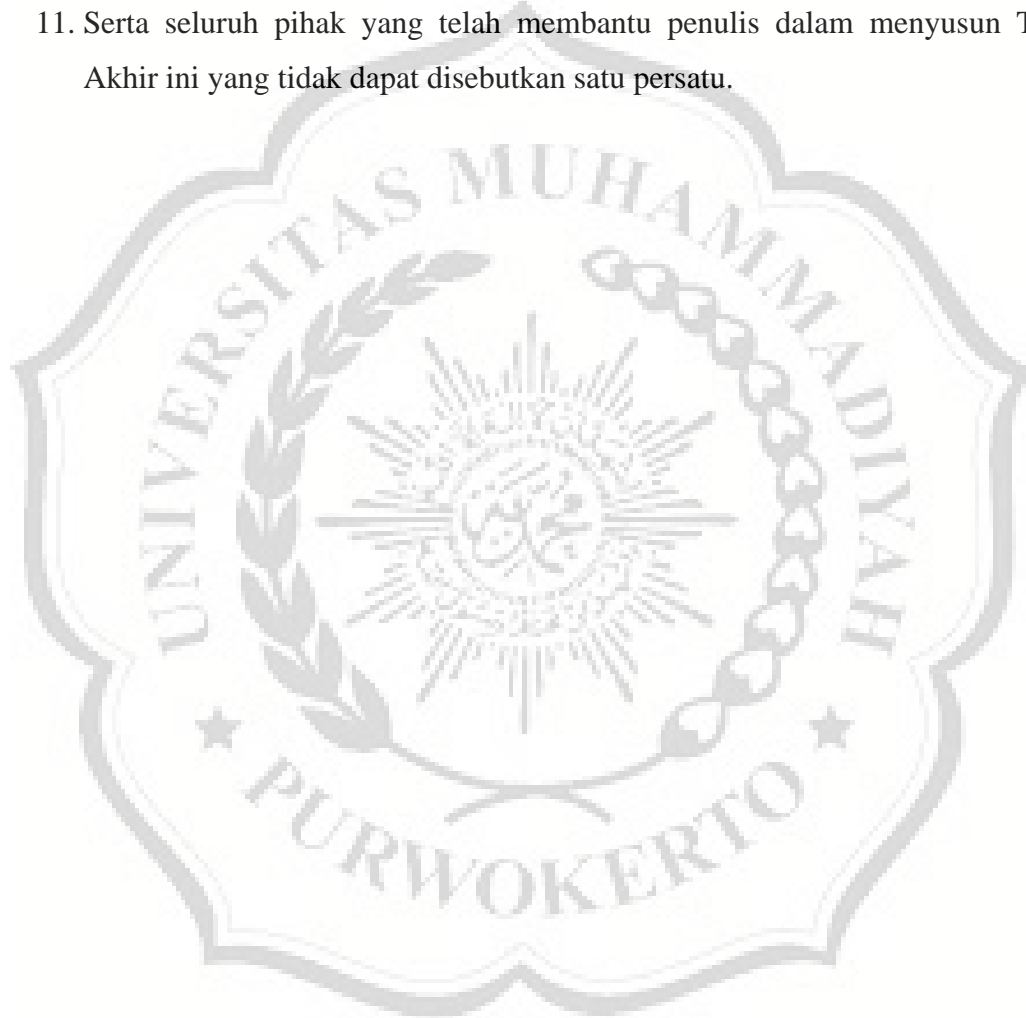 11. Serta seluruh pihak yang telah membantu penulis dalam menyusun T
Akhir ini yang tidak dapat disebutkan satu persatu.
UNIVERSITAS MUHAMMADIYAH
PURWOKERTO